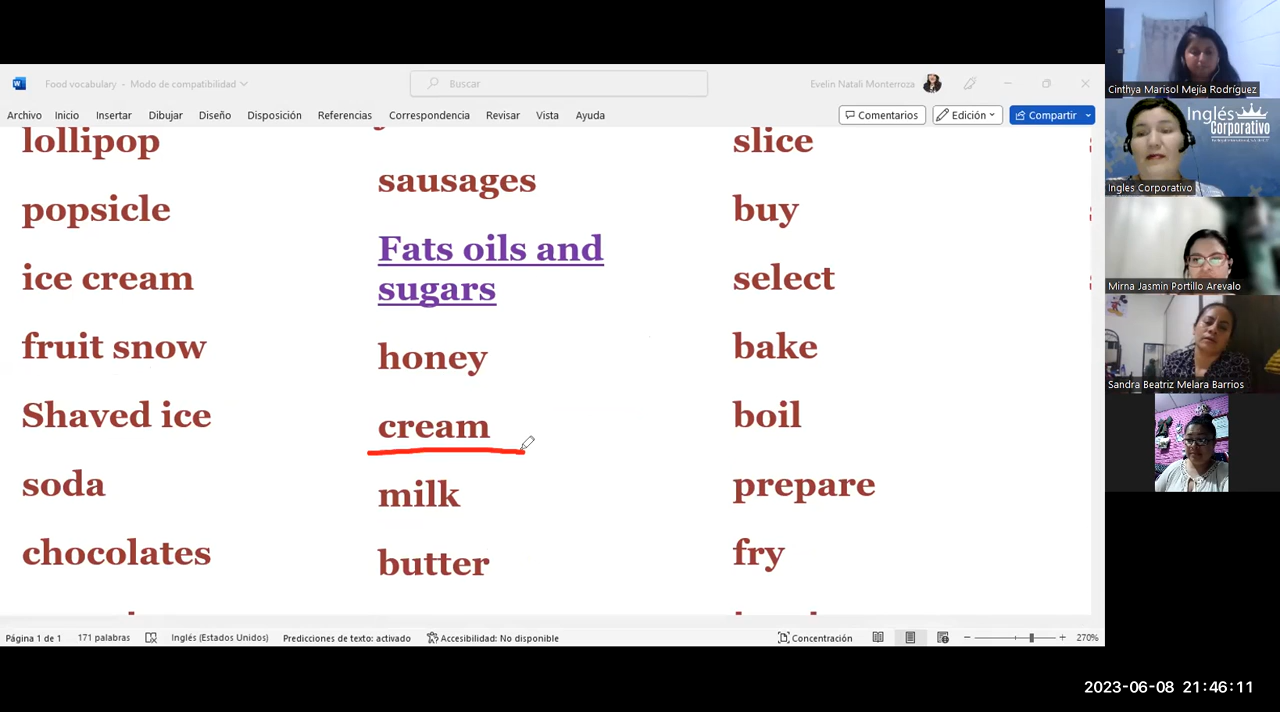 Food vocabulary - Modo de compatibilidad
Buscar
Evelin Natali Monterroza
Archivo Inicio Insertar Dibujar Diseño Disposición Referencias Correspondencia Revisar Vista Ayuda
Comentarios Edición Compartir
lollipop
popsicle
ice cream
fruit snow
Shaved ice
soda
chocolates
sausages
Fats oils and
sugars
honey
cream
milk
butter
slice
buy
select
bake
boil
prepare
fry
Página 1 de 1 171 palabras Inglés (Estados Unidos) Predicciones de texto: activado Accesibilidad: No disponible Concentración 270%
Cinthya Marisol Mejía Rodríguez
Inglés
Corporativo
Ingles Corporativo
Mirna Jasmin Portillo Arevalo
Sandra Beatriz Melara Barrios
2023-06-08 21:46:11